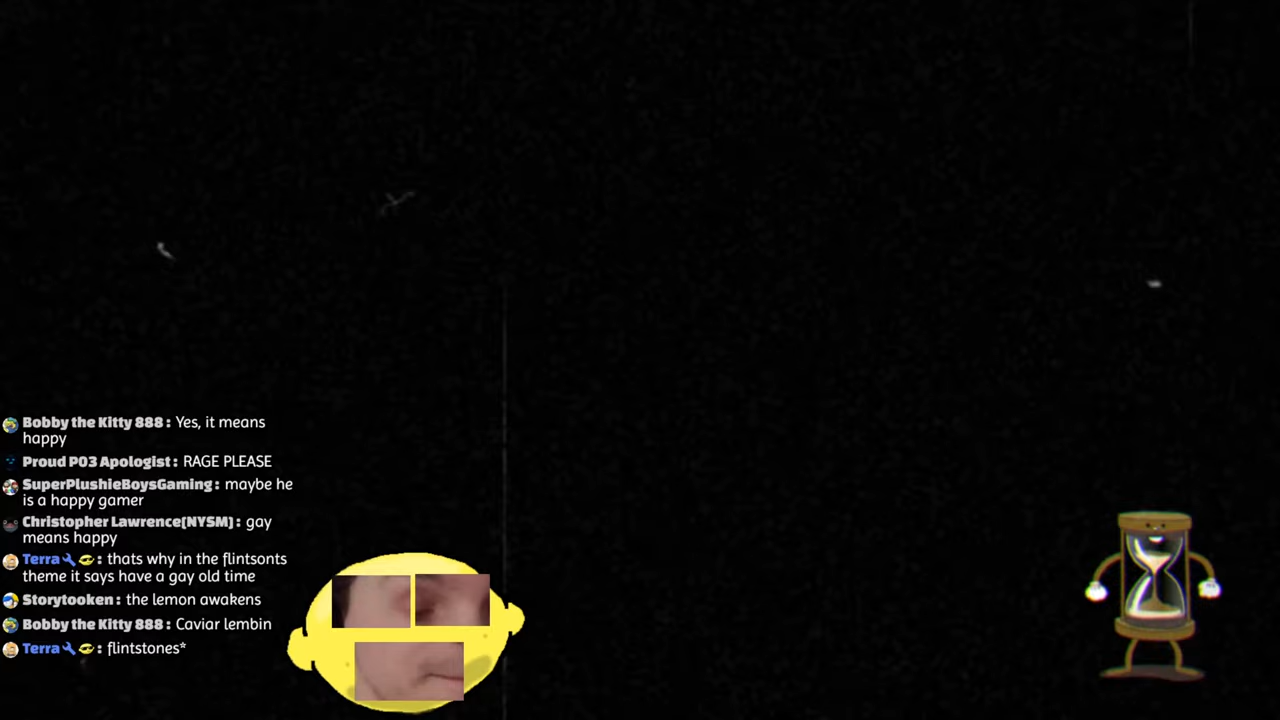 Bobby the Kitty 888: Yes, it means
happy
Proud P03 Apologist: RAGE PLEASE
SuperPlushieBoysGaming: maybe he
is a happy gamer
Christopher Lawrence(NYSM): gay
means happy
Terra: thats why in the flintsonts
theme it says have a gay old time
Storytooken: the lemon awakens
Bobby the Kitty 888: Caviar lembin
Terra: flintstones*